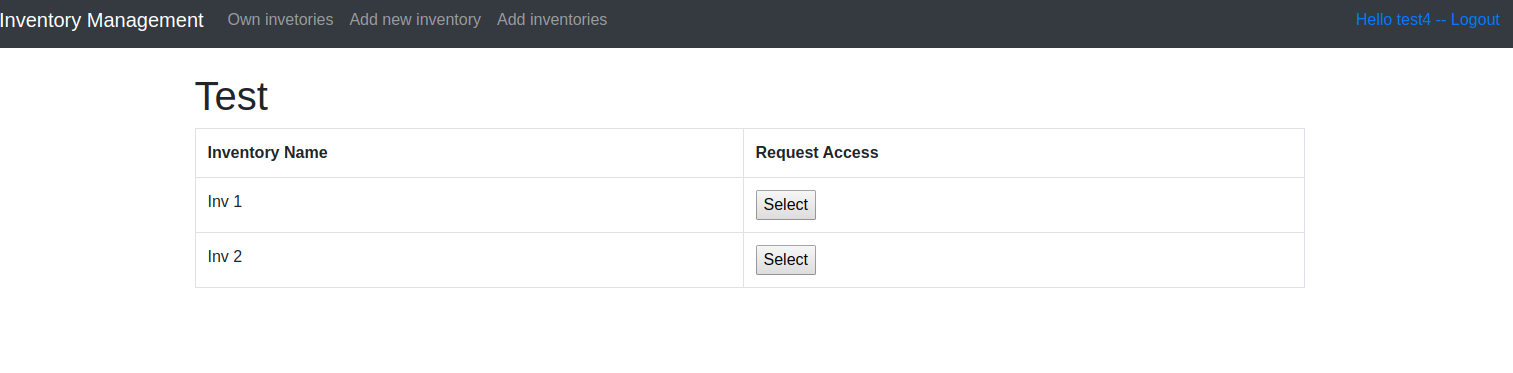 Inventory Management Own invetories Add new inventory Add inventories Hello test4 -- Logout
Test
Inventory Name Request Access
Inv 1 Select
Inv 2 Select